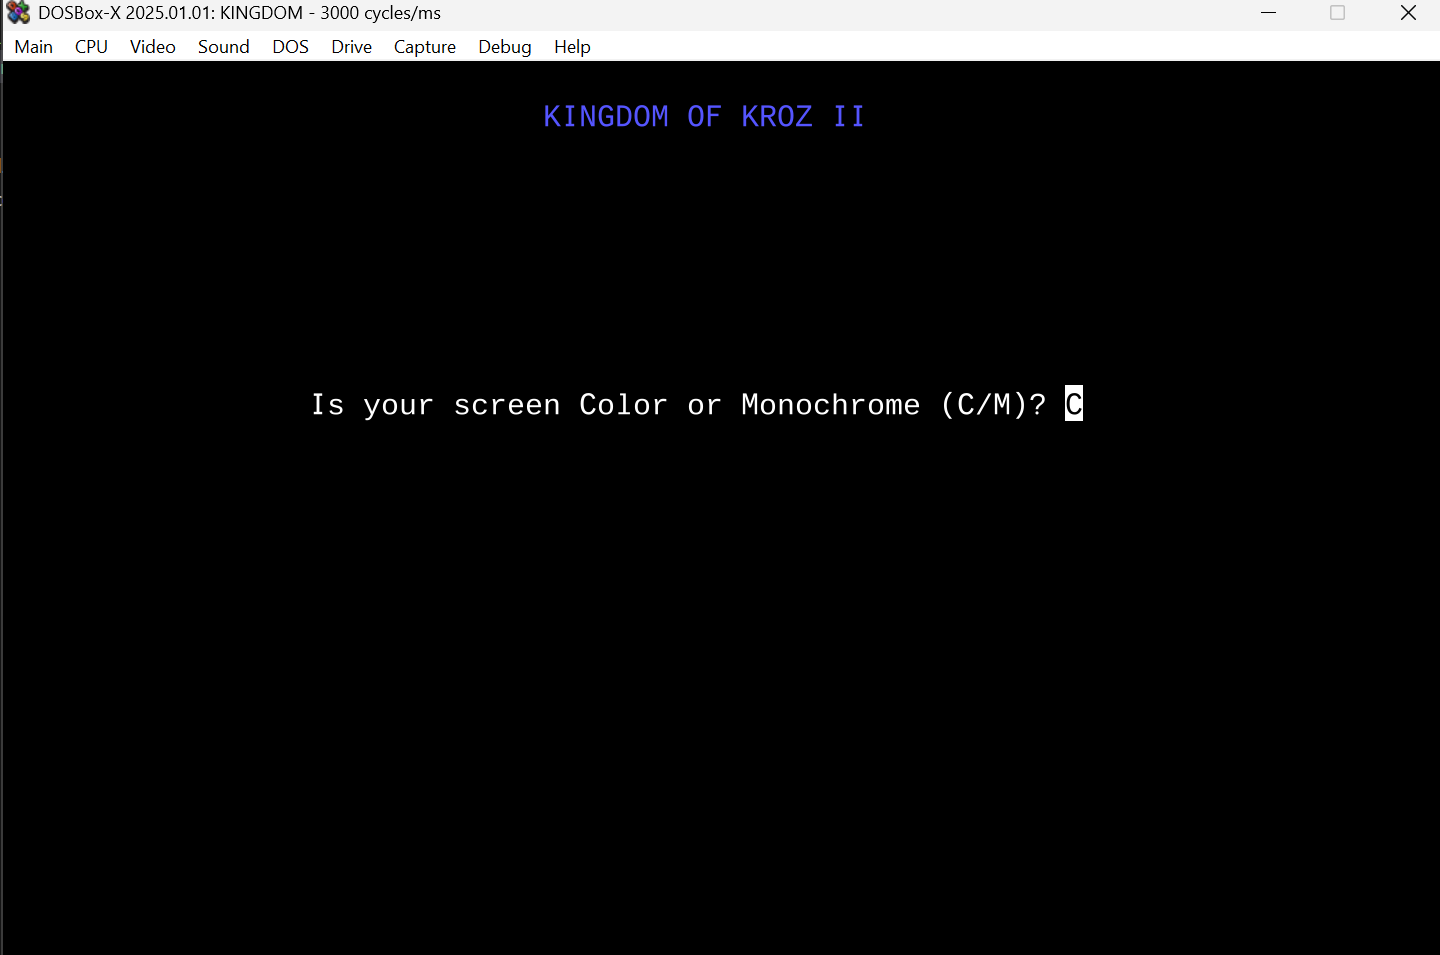 DOSBox-X 2025.01.01: KINGDOM - 3000 cycles/ms
Main CPU Video Sound DOS Drive Capture Debug Help
KINGDOM OF KROZ II
Is your screen Color or Monochrome (C/M)? C